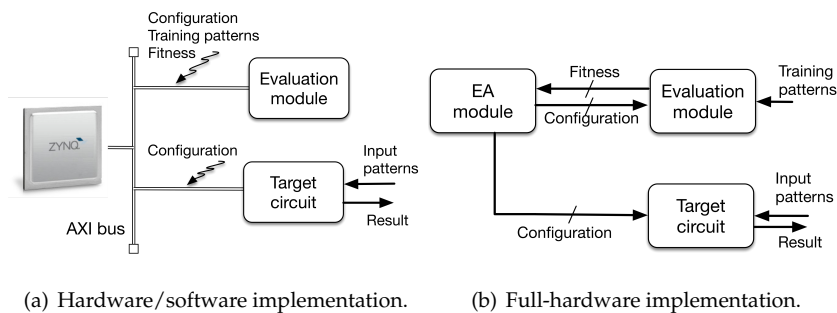 Configuration
Training patterns
Fitness
Evaluation
module
ZYNQ
Configuration
Target
circuit
Input
patterns
Result
AXI bus
(a) Hardware/software implementation.
EA
module
Fitness
Configuration
Evaluation
module
Training
patterns
Configuration
Target
circuit
Input
patterns
Result
(b) Full-hardware implementation.